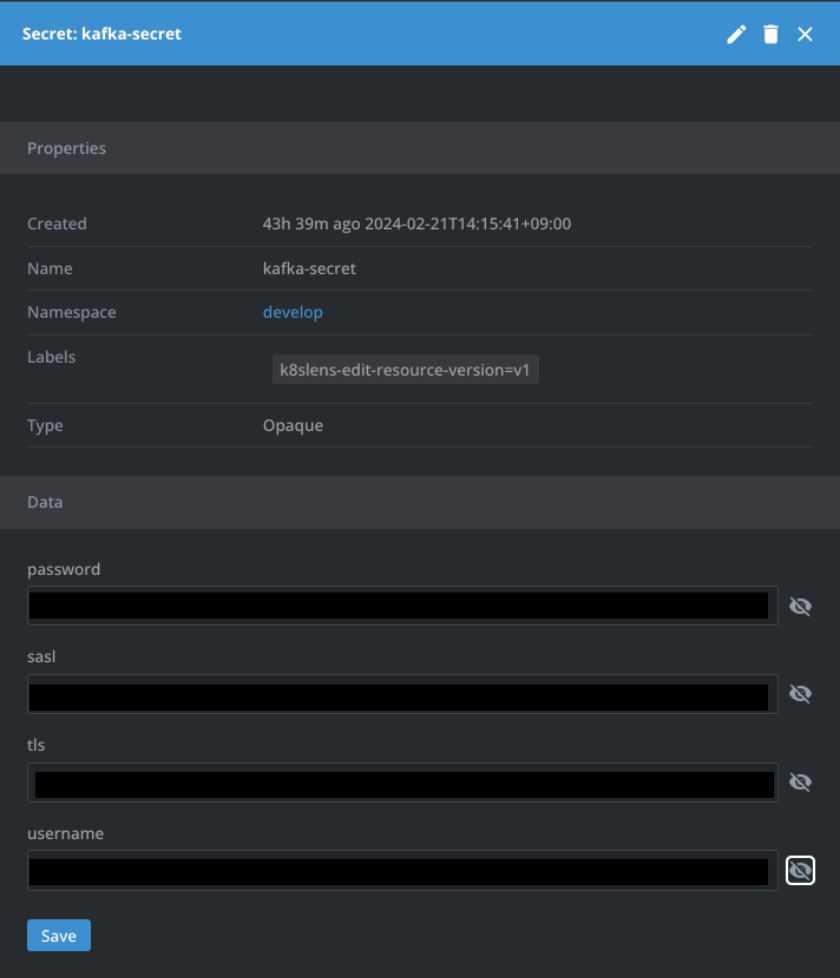 Secret: kafka-secret
Properties
Created 43h 39m ago 2024-02-21T14:15:41+09:00
Name kafka-secret
Namespace develop
Labels k8slens-edit-resource-version=v1
Type Opaque
Data
password
sasl
tls
username
Save